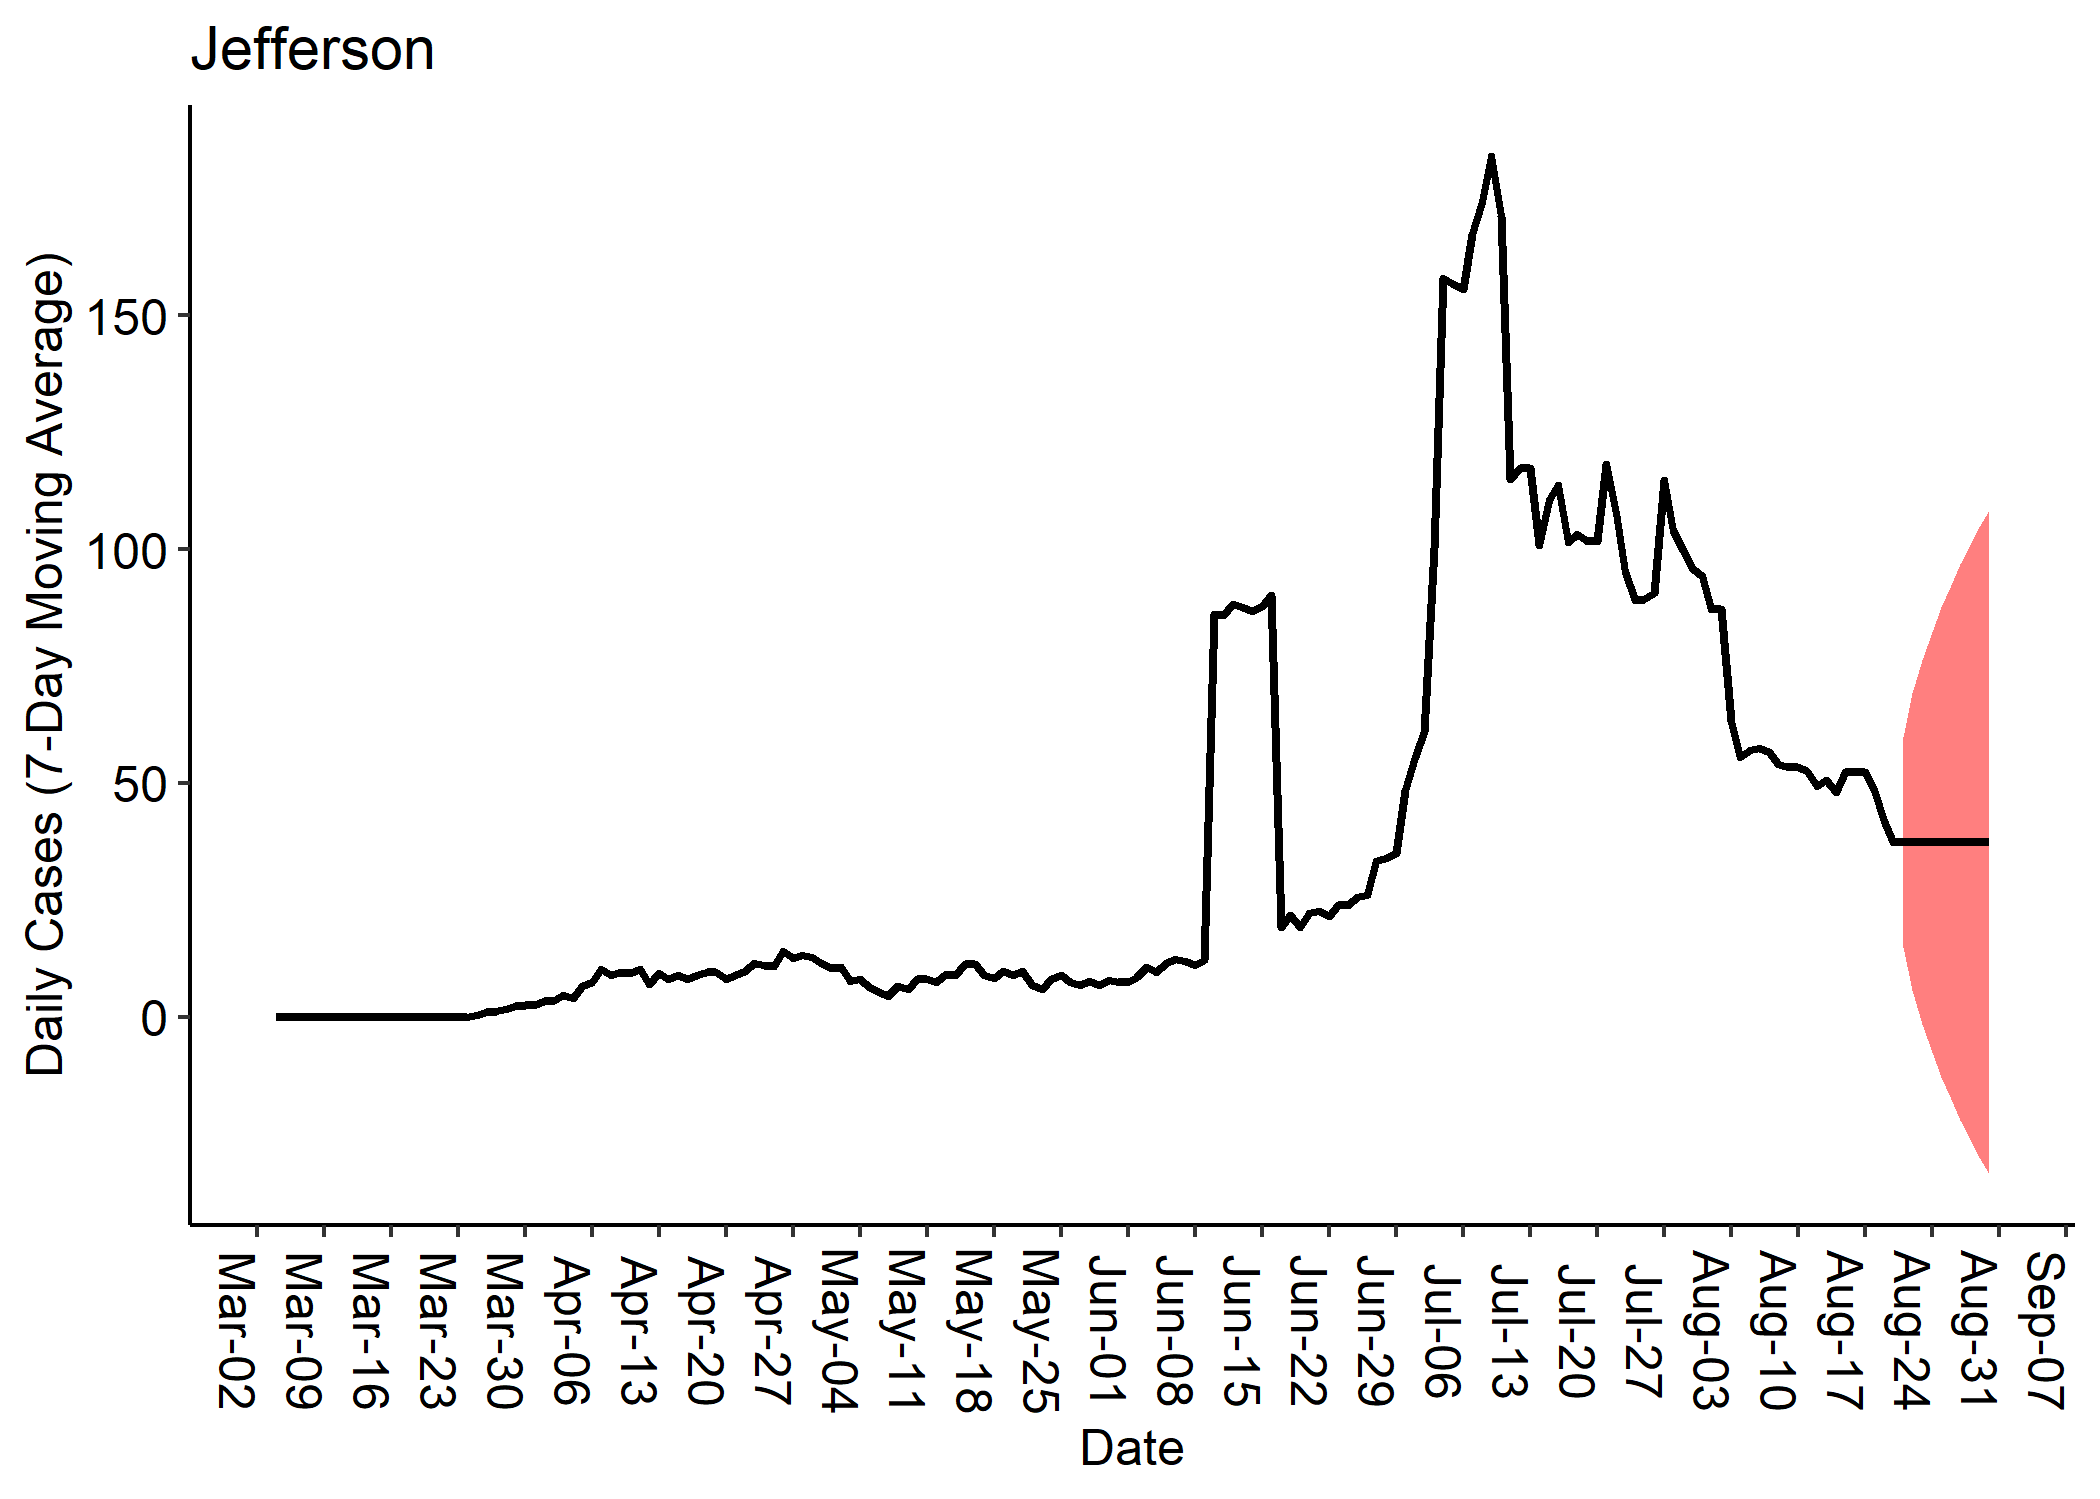 Jefferson
Daily Cases (7-Day Moving Average)
150
100
50
0
Mar-02
Mar-09
Mar-16
Mar-23
Mar-30
Apr-06
Apr-13
Apr-20
Apr-27
May-04
May-11
May-18
May-25
Jun-01
Jun-08
Jun-15
Jun-22
Jun-29
Jul-06
Jul-13
Jul-20
Jul-27
Aug-03
Aug-10
Aug-17
Aug-24
Aug-31
Sep-07
Date